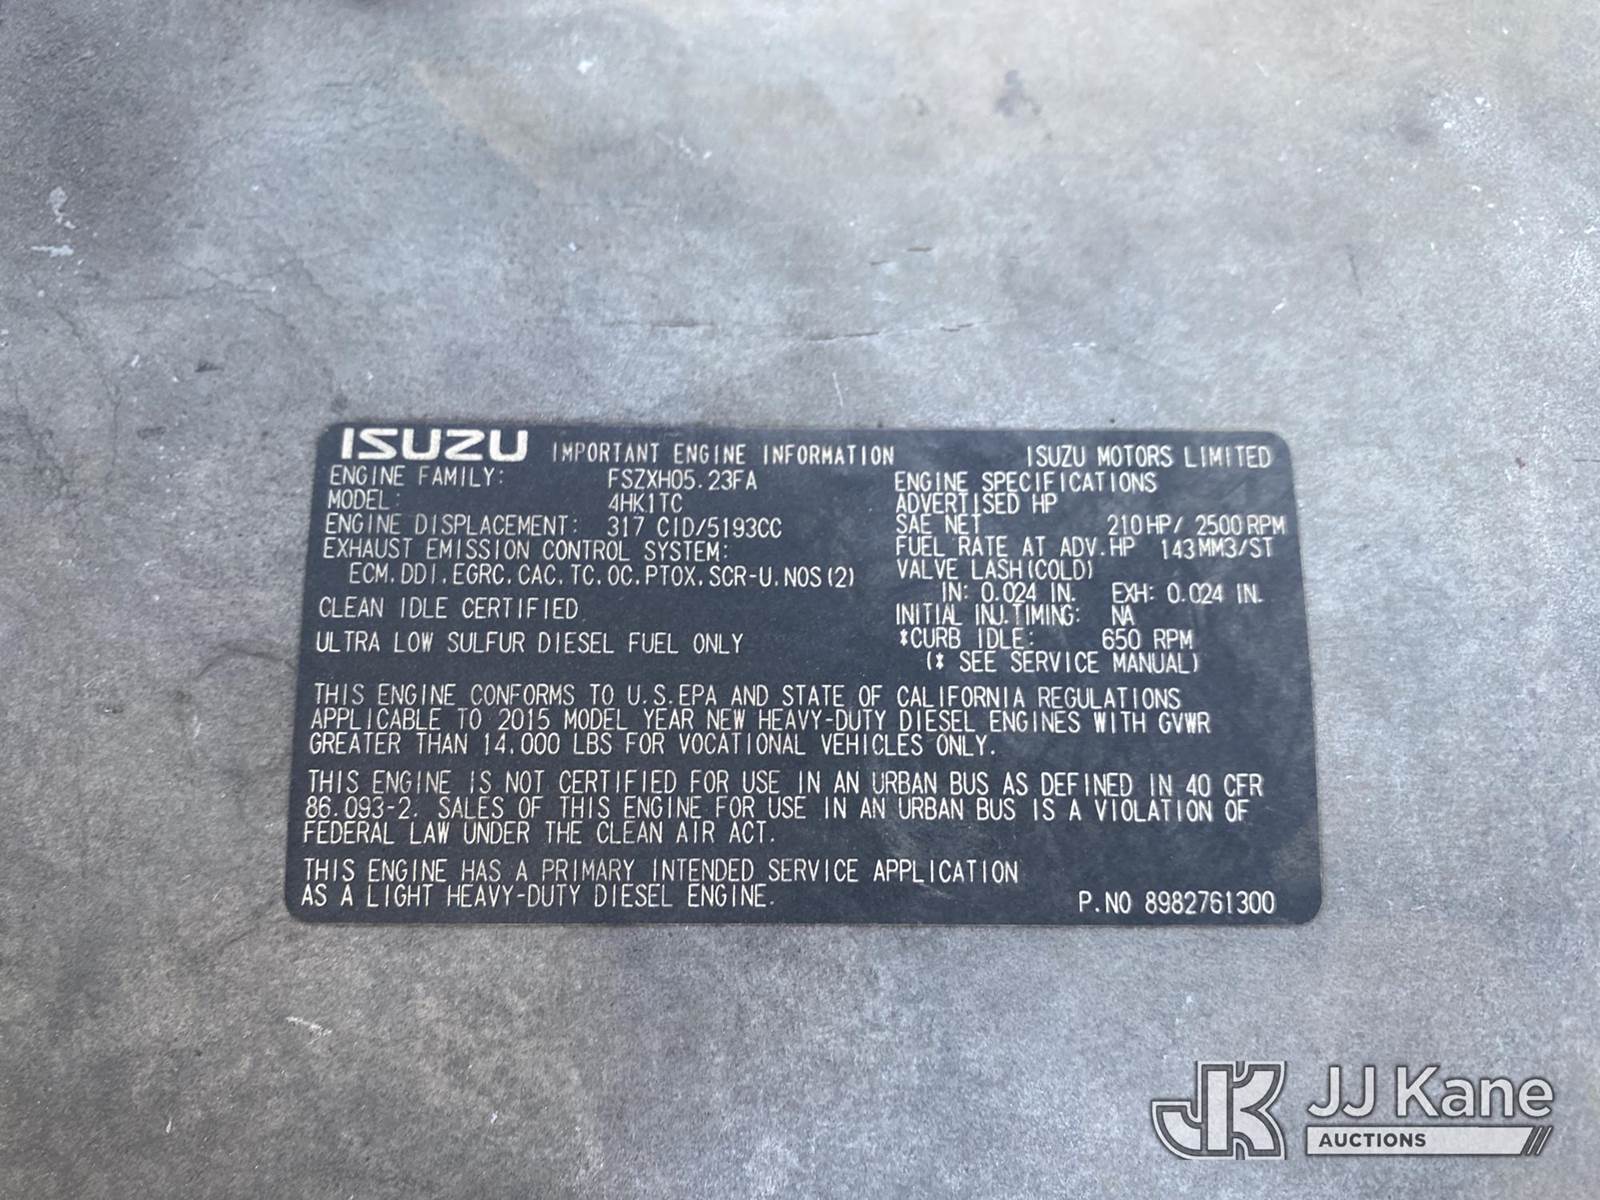 ISUZU IMPORTANT ENGINE INFORMATION ISUZU MOTORS LIMITED
ENGINE FAMILY: FSZXH05.23FA
MODEL: 4HK1TC
ENGINE DISPLACEMENT: 317 CID/5193CC
EXHAUST EMISSION CONTROL SYSTEM:
ECM.DDI.EGRC.CAC.TC.OC.PTOX.SCR-U.NOS(2)
CLEAN IDLE CERTIFIED
ULTRA LOW SULFUR DIESEL FUEL ONLY
ENGINE SPECIFICATIONS
ADVERTISED HP
SAE NET 210HP/ 2500RPM
FUEL RATE AT ADV.HP 143MM3/ST
VALVE LASH(COLD)
IN: 0.024 IN. EXH: 0.024 IN.
INITIAL INJ.TIMING: NA
*CURB IDLE: 650 RPM
(* SEE SERVICE MANUAL)
THIS ENGINE CONFORMS TO U.S.EPA AND STATE OF CALIFORNIA REGULATIONS
APPLICABLE TO 2015 MODEL YEAR NEW HEAVY-DUTY DIESEL ENGINES WITH GVWR
GREATER THAN 14,000 LBS FOR VOCATIONAL VEHICLES ONLY.
THIS ENGINE IS NOT CERTIFIED FOR USE IN AN URBAN BUS AS DEFINED IN 40 CFR
86.093-2. SALES OF THIS ENGINE FOR USE IN AN URBAN BUS IS A VIOLATION OF
FEDERAL LAW UNDER THE CLEAN AIR ACT.
THIS ENGINE HAS A PRIMARY INTENDED SERVICE APPLICATION
AS A LIGHT HEAVY-DUTY DIESEL ENGINE.
P.NO 8982761300
JK JJ Kane
AUCTIONS